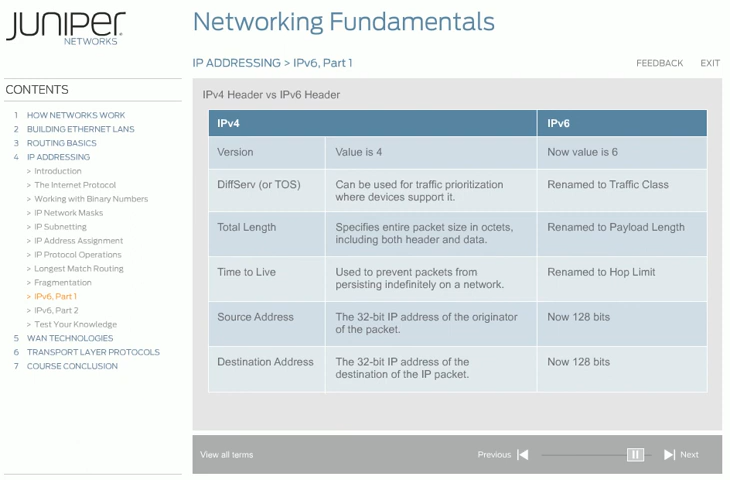 JUNIPER
NETWORKS
Networking Fundamentals
IP ADDRESSING > IPv6, Part 1
FEEDBACK EXIT
CONTENTS
1 HOW NETWORKS WORK
2 BUILDING ETHERNET LANS
3 ROUTING BASICS
4 IP ADDRESSING
> Introduction
> The Internet Protocol
> Working with Binary Numbers
> IP Network Masks
> IP Subnetting
> IP Address Assignment
> IP Protocol Operations
> Longest Match Routing
> Fragmentation
> IPv6, Part 1
> IPv6, Part 2
> Test Your Knowledge
5 WAN TECHNOLOGIES
6 TRANSPORT LAYER PROTOCOLS
7 COURSE CONCLUSION
IPv4 Header vs IPv6 Header
IPv4 IPv6
Version Value is 4 Now value is 6
DiffServ (or TOS) Can be used for traffic prioritization Renamed to Traffic Class
where devices support it.
Total Length Specifies entire packet size in octets, Renamed to Payload Length
including both header and data.
Time to Live Used to prevent packets from Renamed to Hop Limit
persisting indefinitely on a network.
Source Address The 32-bit IP address of the originator Now 128 bits
of the packet.
Destination Address The 32-bit IP address of the Now 128 bits
destination of the IP packet.
View all terms Previous Next